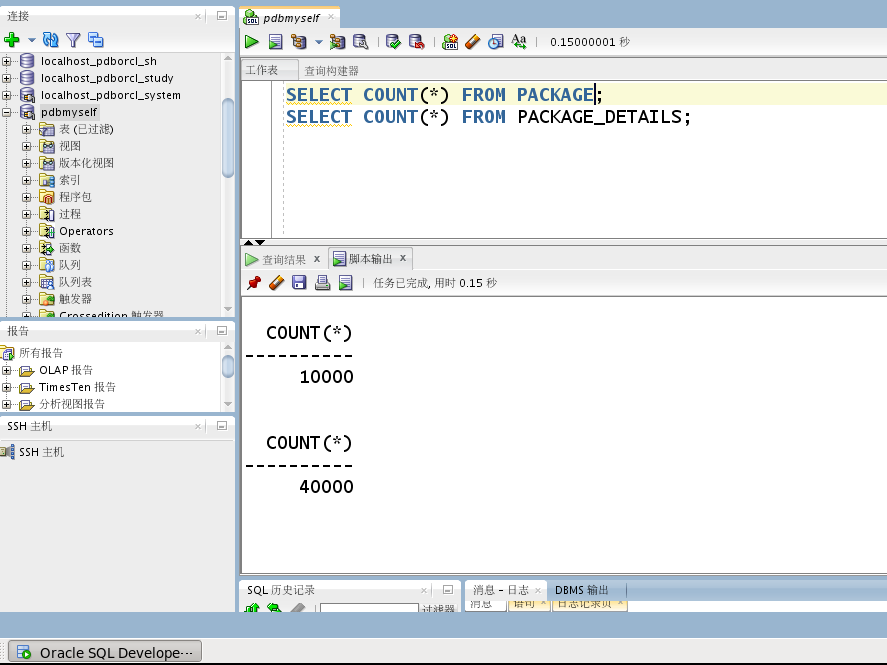 连接
localhost_pdborcl_sh
localhost_pdborcl_study
localhost_pdborcl_system
pdbmyself
表 (已过滤)
视图
版本化视图
索引
程序包
过程
Operators
函数
队列
队列表
触发器
Crossedition 触发器
报告
所有报告
OLAP 报告
TimesTen 报告
分析视图报告
SSH 主机
SSH 主机
pdbmyself
0.15000001 秒
工作表 查询构建器
SELECT COUNT(*) FROM PACKAGE;
SELECT COUNT(*) FROM PACKAGE_DETAILS;
查询结果 x 脚本输出 x
任务已完成, 用时 0.15 秒
COUNT(*)
----------
10000
COUNT(*)
----------
40000
SQL 历史记录
过滤器
消息 - 日志 DBMS 输出
消息 语句 日志记录页
Oracle SQL Develope···